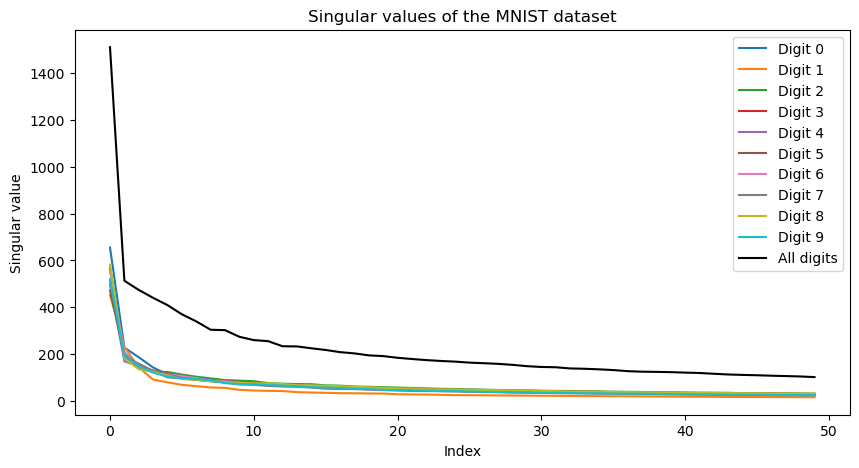 Singular values of the MNIST dataset
Singular value
1400
1200
1000
800
600
400
200
0
0
10
20
30
40
50
Index
Digit 0
Digit 1
Digit 2
Digit 3
Digit 4
Digit 5
Digit 6
Digit 7
Digit 8
Digit 9
All digits